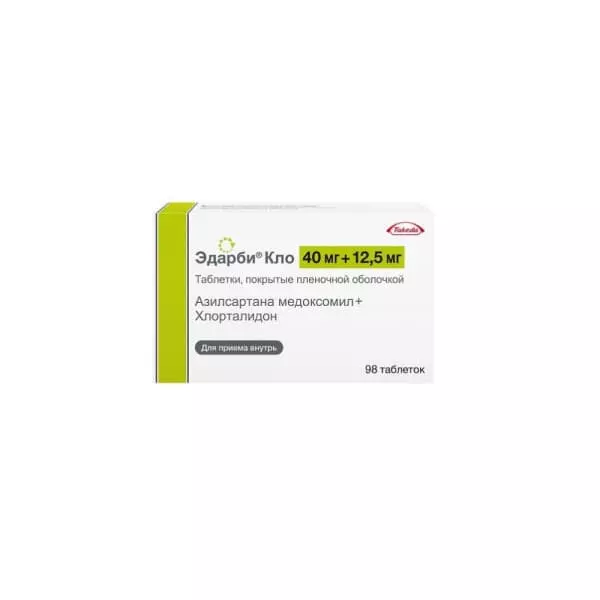 Takeda
Эдарби® Кло 40 мг + 12,5 мг
Таблетки, покрытые пленочной оболочкой
Азилсартана медоксомил+
Хлорталидон
Для приема внутрь
98 таблеток